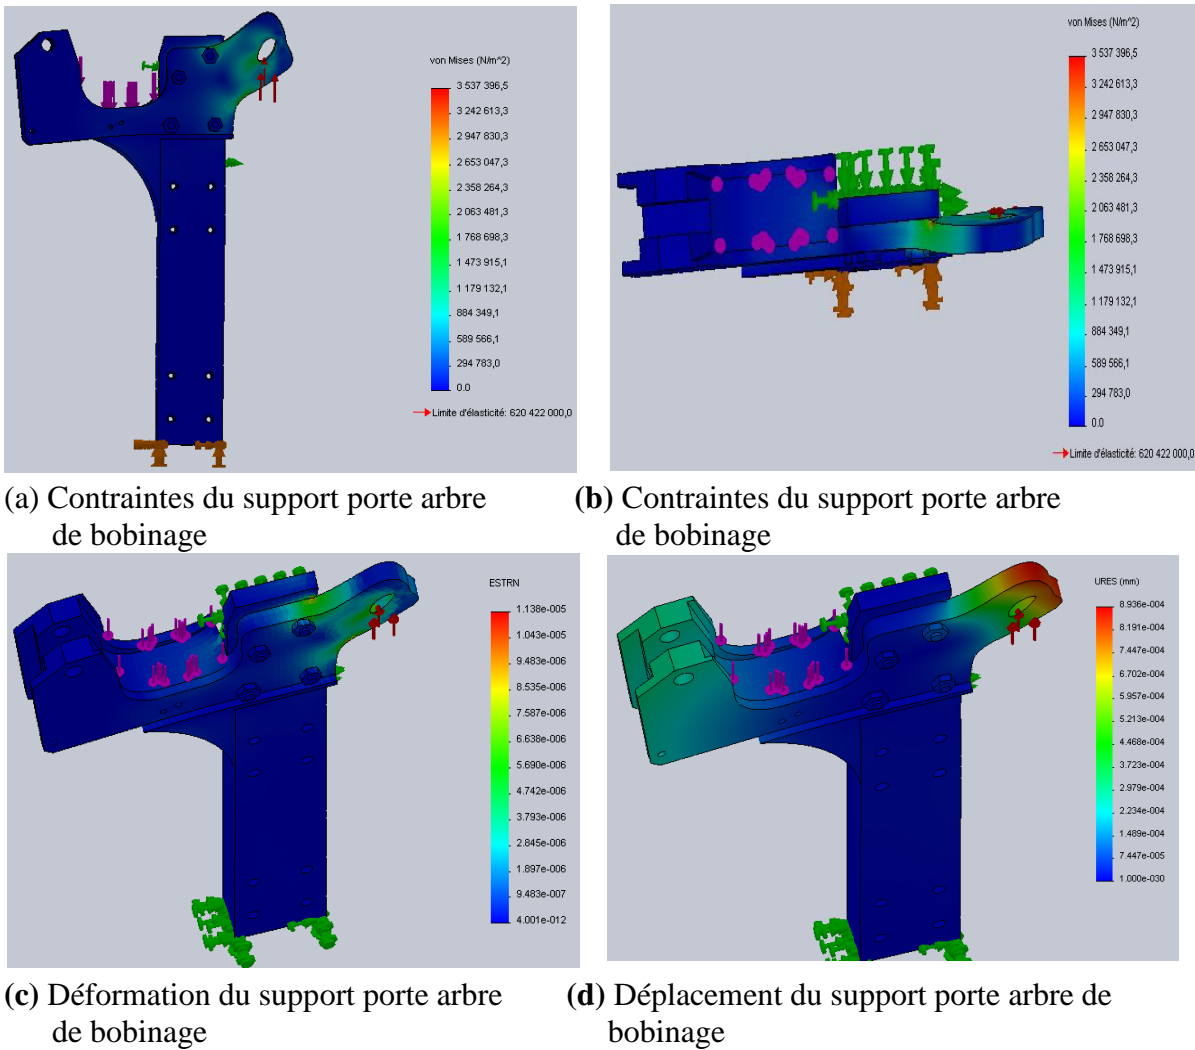 von Mises (N/m^2)
3 537 396,5
3 242 613,3
2 947 830,3
2 653 047,3
2 358 264,3
2 063 481,3
1 768 698,3
1 473 915,1
1 179 132,1
884 349,1
589 566,1
294 783,0
0.0
Limite d'élasticité: 620 422 000,0
von Mises (N/m^2)
3 537 396,5
3 242 613,3
2 947 830,3
2 653 047,3
2 358 264,3
2 063 481,3
1 768 698,3
1 473 915,1
1 179 132,1
884 349,1
589 566,1
294 783,0
0.0
Limite d'élasticité: 620 422 000,0
(a) Contraintes du support porte arbre
de bobinage
(b) Contraintes du support porte arbre
de bobinage
ESTRN
1.138e-005
1.043e-005
9.483e-006
8.535e-006
7.587e-006
6.638e-006
5.690e-006
4.742e-006
3.793e-006
2.845e-006
1.897e-006
9.483e-007
4.001e-012
URES (mm)
8.936e-004
8.191e-004
7.447e-004
6.702e-004
5.957e-004
5.213e-004
4.468e-004
3.723e-004
2.979e-004
2.234e-004
1.489e-004
7.447e-005
1.000e-030
(c) Déformation du support porte arbre
de bobinage
(d) Déplacement du support porte arbre de
bobinage